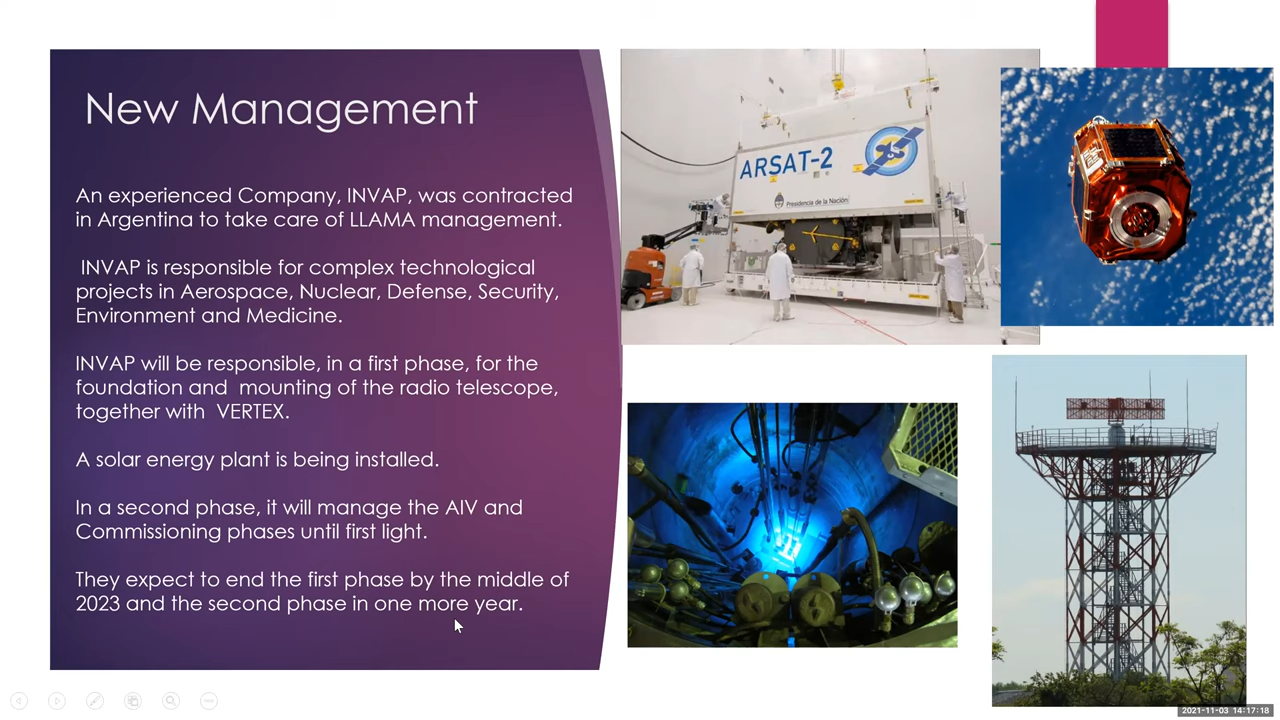 New Management
An experienced Company, INVAP, was contracted
in Argentina to take care of LLAMA management.
INVAP is responsible for complex technological
projects in Aerospace, Nuclear, Defense, Security,
Environment and Medicine.
INVAP will be responsible, in a first phase, for the
foundation and mounting of the radio telescope,
together with VERTEX.
A solar energy plant is being installed.
In a second phase, it will manage the AIV and
Commissioning phases until first light.
They expect to end the first phase by the middle of
2023 and the second phase in one more year.
ARSAT-2
Presidencia de la Nación
2021-11-03 14:17:18